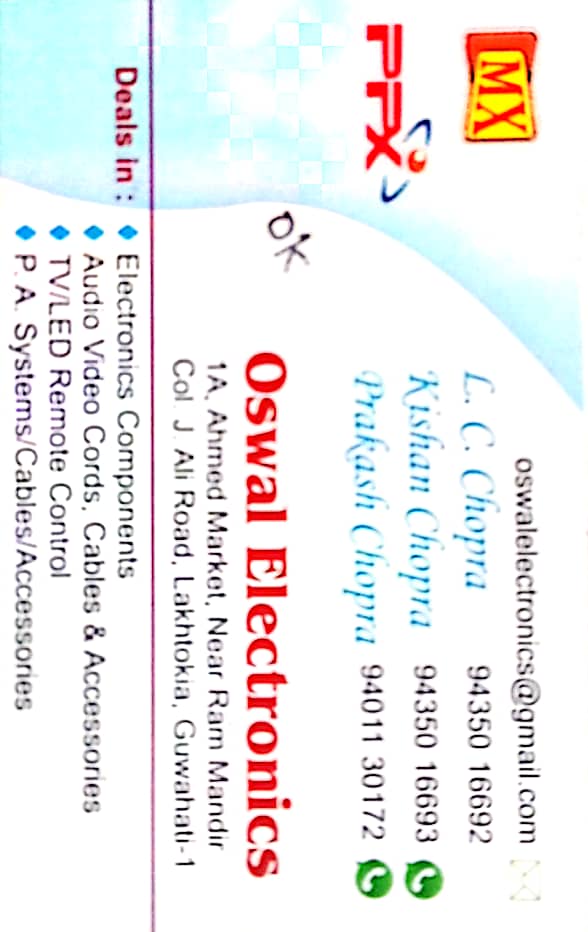 MX
PPX
oswalelectronics@gmail.com
L. C. Chopra 94350 16692
Kishan Chopra 94350 16693
Prakash Chopra 94011 30172
OK
Oswal Electronics
1A, Ahmed Market, Near Ram Mandir
Col. J. Ali Road, Lakhtokia, Guwahati-1
Deals in :
♦ Electronics Components
♦ Audio Video Cords, Cables & Accessories
♦ TV/LED Remote Control
♦ P. A. Systems/Cables/Accessories